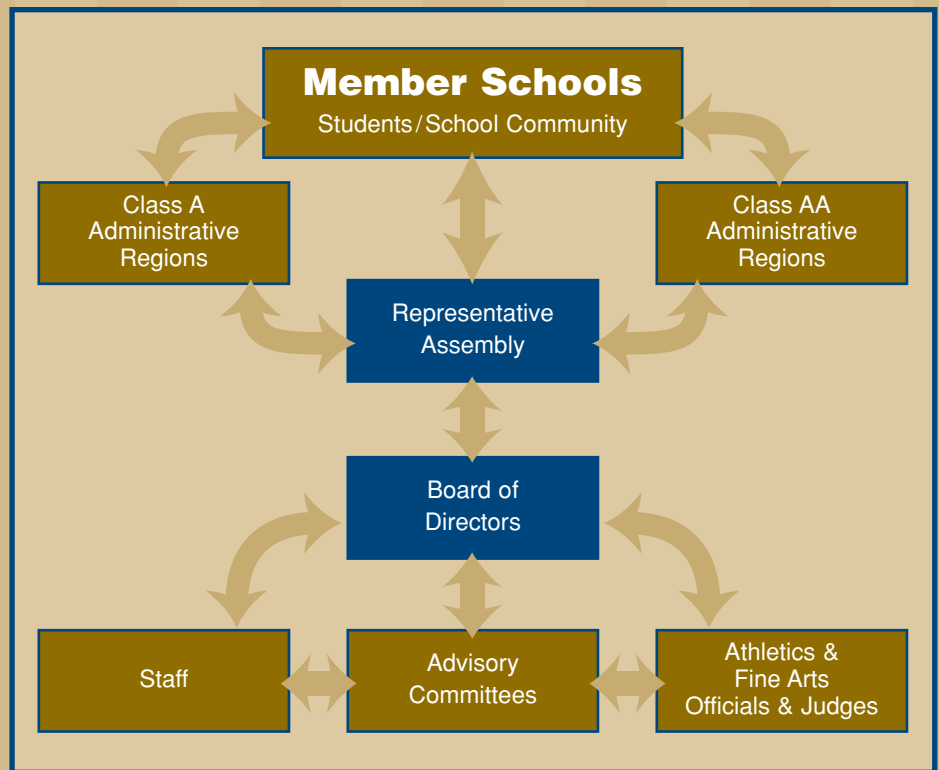 Member Schools
Students/School Community
Class A
Administrative
Regions
Class AA
Administrative
Regions
Representative
Assembly
Board of
Directors
Staff
Advisory
Committees
Athletics &
Fine Arts
Officials & Judges